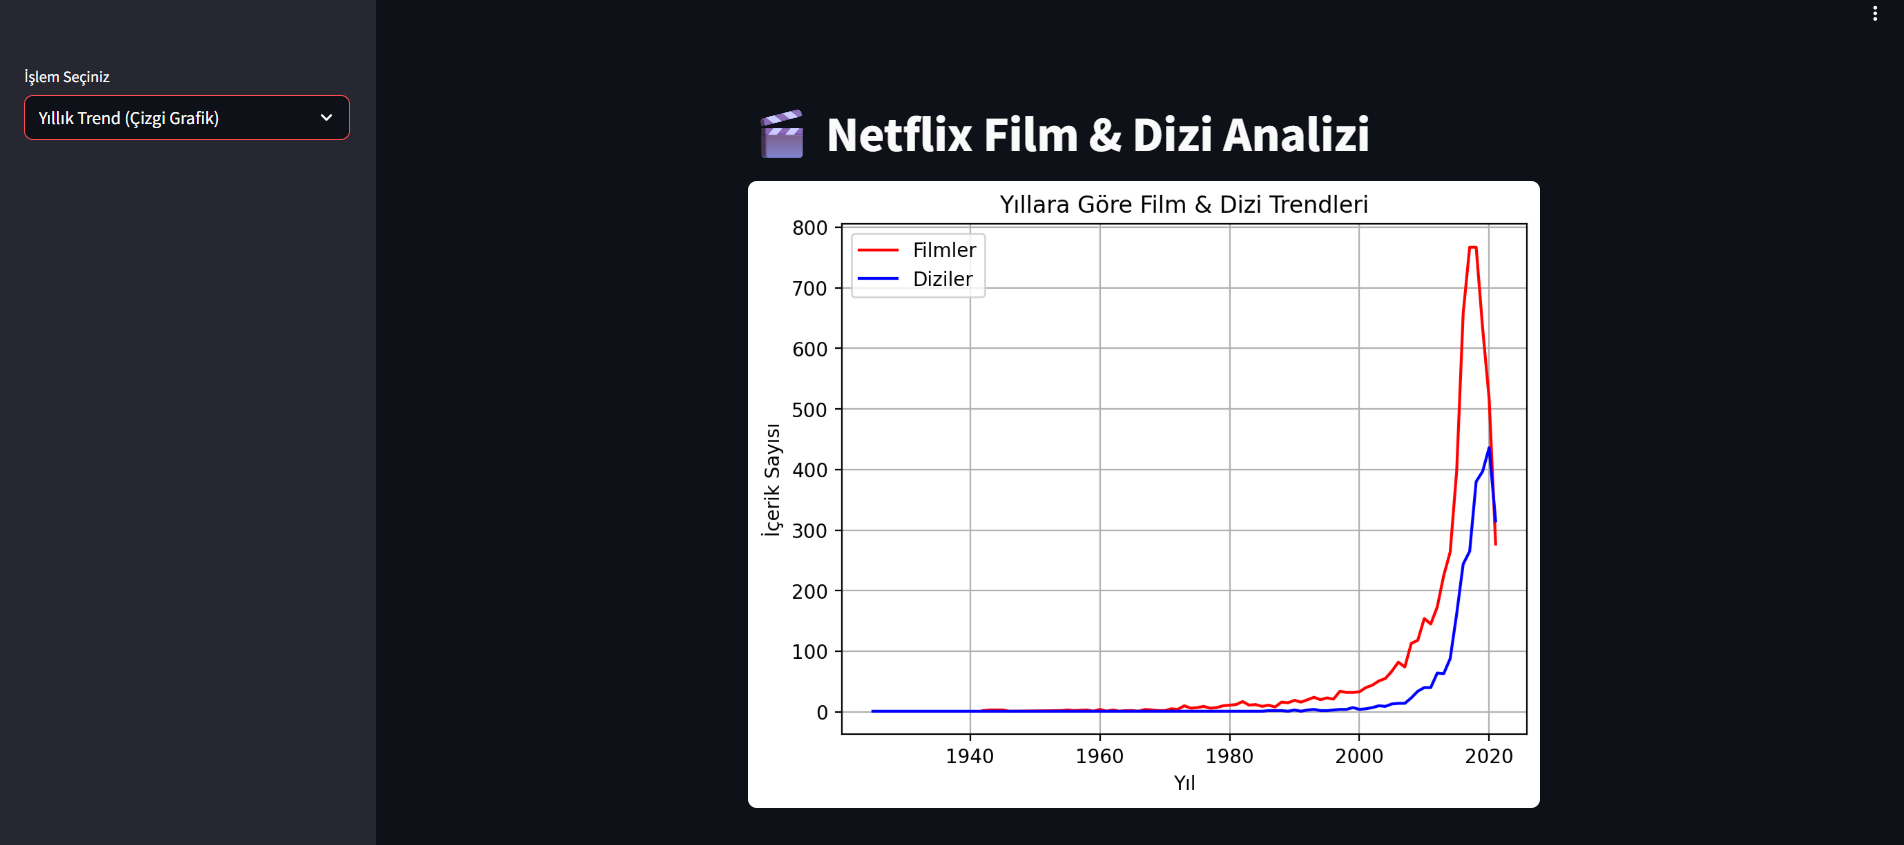 İşlem Seçiniz
Yıllık Trend (Çizgi Grafik)
🎬 Netflix Film & Dizi Analizi
Yıllara Göre Film & Dizi Trendleri
Filmler
Diziler
İçerik Sayısı
800
700
600
500
400
300
200
100
0
1940 1960 1980 2000 2020
Yıl